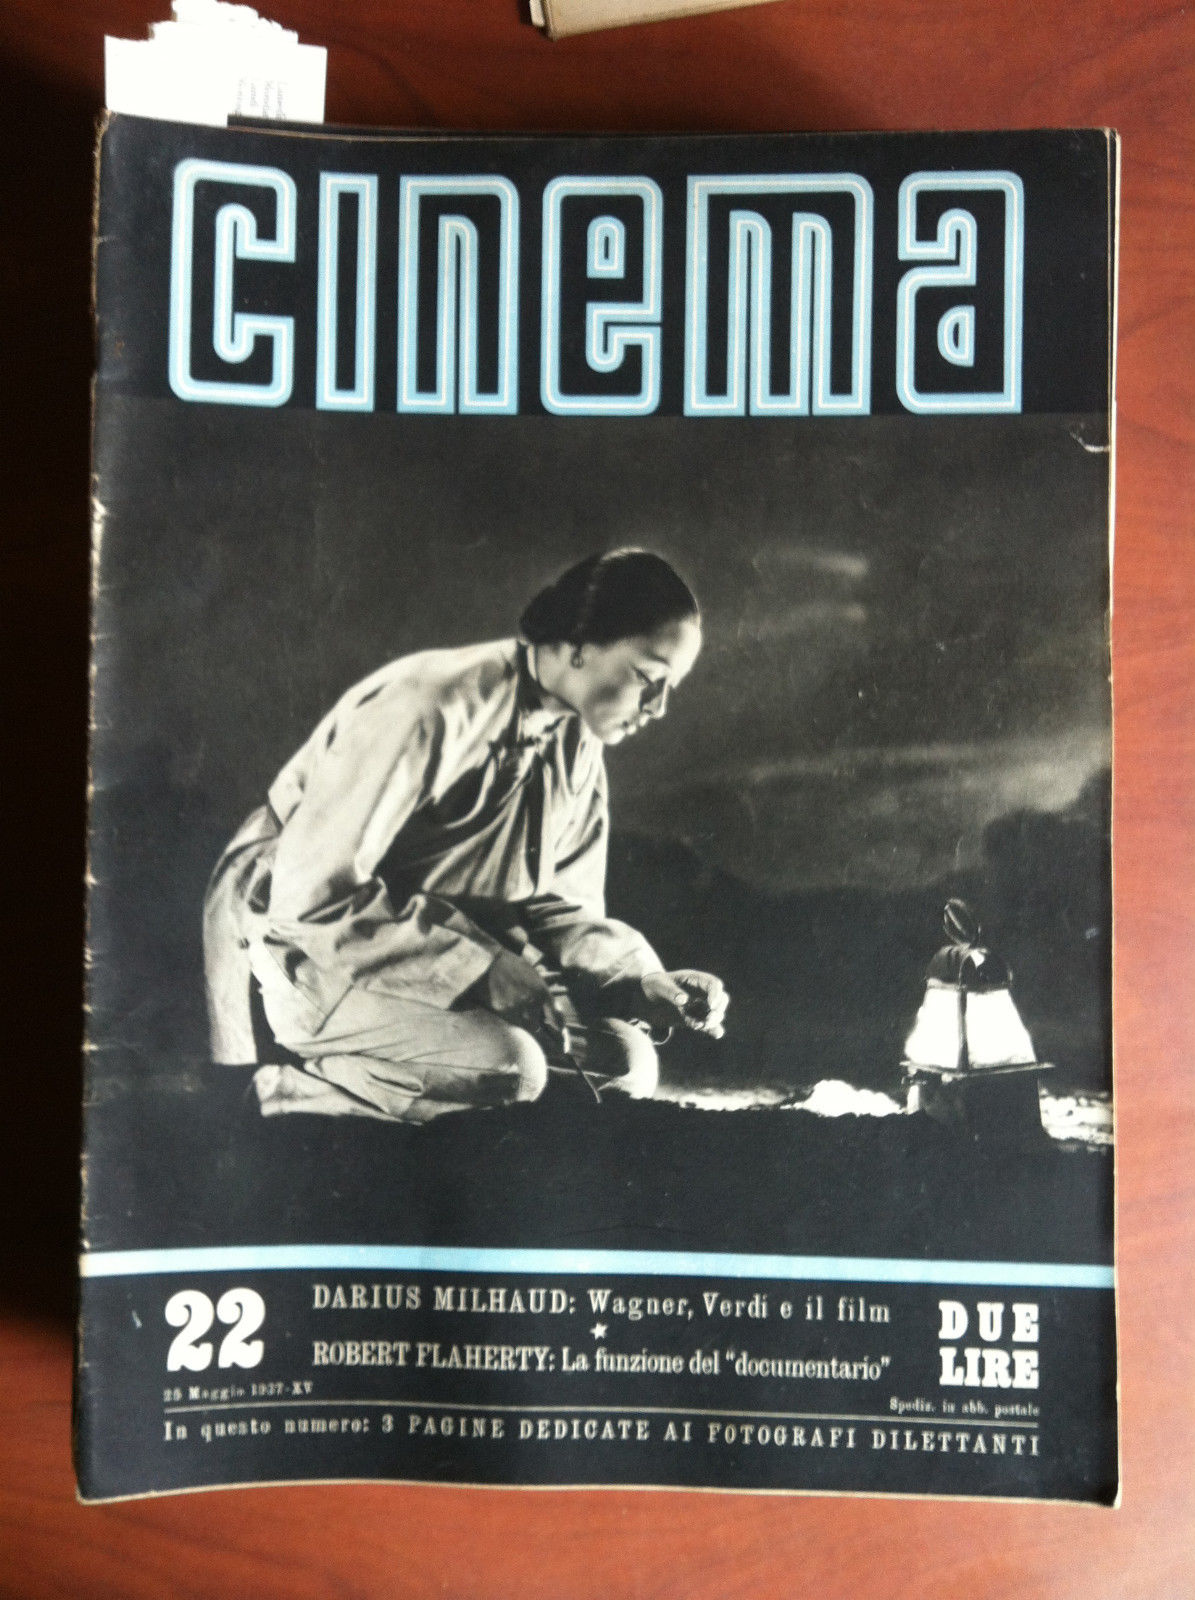 cinema
22
DARIUS MILHAUD: Wagner, Verdi e il film
ROBERT FLAHERTY: La funzione del "documentario"
DUE
LIRE
25 Maggio 1937-XV
Spediz. in abb. postale
In questo numero: 3 PAGINE DEDICATE AI FOTOGRAFI DILETTANTI